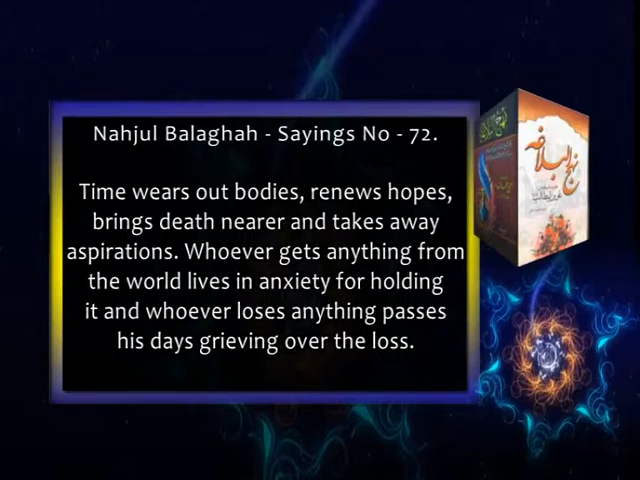 Nahjul Balaghah - Sayings No - 72.
Time wears out bodies, renews hopes,
brings death nearer and takes away
aspirations. Whoever gets anything from
the world lives in anxiety for holding
it and whoever loses anything passes
his days grieving over the loss.
نهج البلاغه